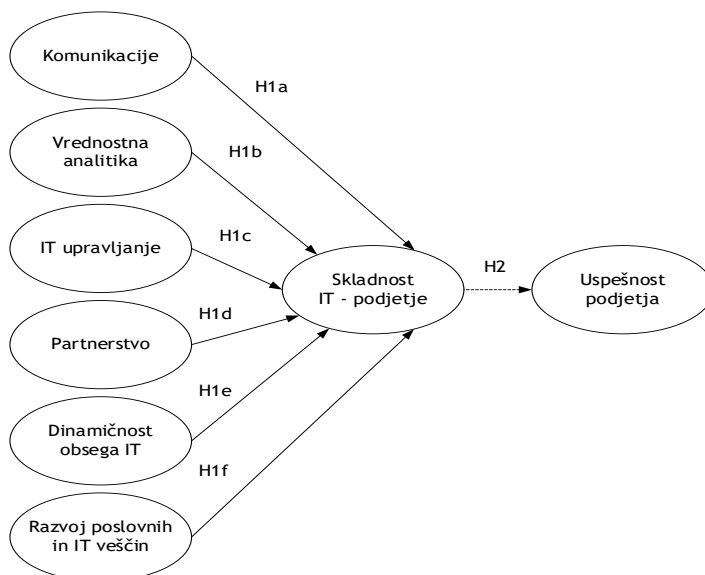 Komunikacije
H1a
Vrednostna
analitika
H1b
IT upravljanje
H1c
Skladnost
IT - podjetje
H2
Uspešnost
podjetja
H1d
Partnerstvo
H1e
Dinamičnost
obsega IT
H1f
Razvoj poslovnih
in IT veščin